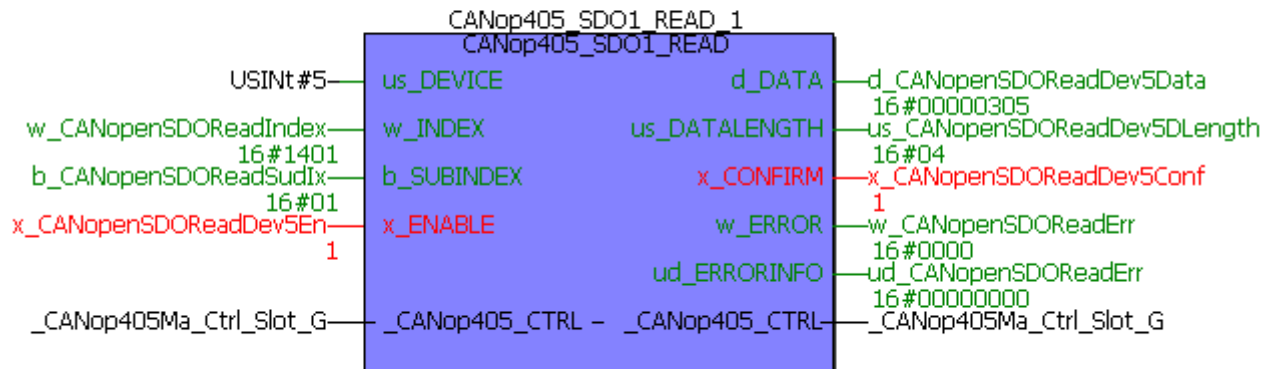 CANop405_SDO1_READ_1
CANop405_SDO1_READ
USINt#5 us_DEVICE d_DATA d_CANopenSDOReadDev5Data
16#00000305
w_CANopenSDOReadIndex w_INDEX us_DATALENGTH us_CANopenSDOReadDev5DLength
16#1401 16#04
b_CANopenSDOReadSudIx b_SUBINDEX x_CONFIRM x_CANopenSDOReadDev5Conf
16#01 1
x_CANopenSDOReadDev5En x_ENABLE w_ERROR w_CANopenSDOReadErr
1 16#0000
ud_ERRORINFO ud_CANopenSDOReadErr
16#00000000
_CANop405Ma_Ctrl_Slot_G _CANop405_CTRL – _CANop405_CTRL _CANop405Ma_Ctrl_Slot_G